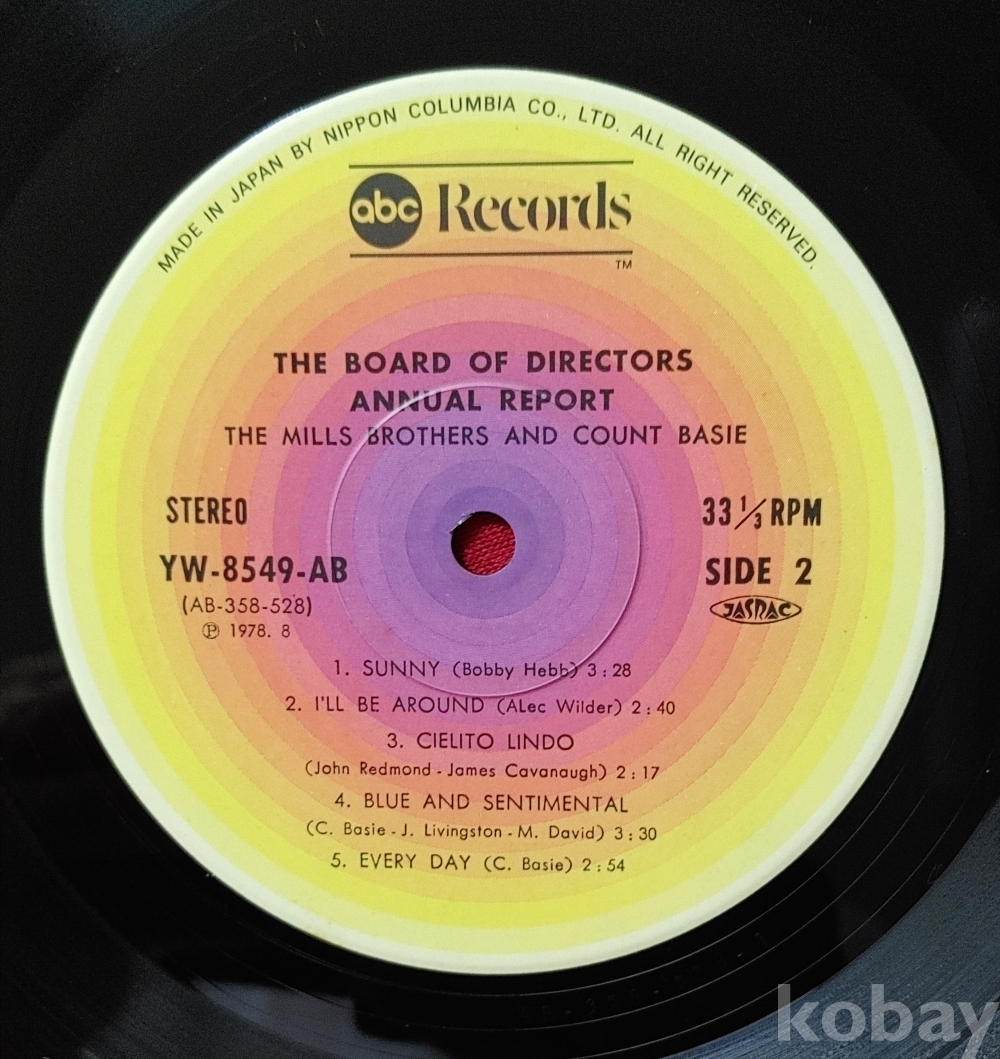 MADE IN JAPAN BY NIPPON COLUMBIA CO., LTD. ALL RIGHT RESERVED.
abc Records
TM
THE BOARD OF DIRECTORS
ANNUAL REPORT
THE MILLS BROTHERS AND COUNT BASIE
STEREO
33 1/3 RPM
YW-8549-AB
SIDE 2
(AB-358-528)
JASRAC
Ⓟ 1978. 8
1. SUNNY (Bobby Hebb) 3:28
2. I'LL BE AROUND (ALec Wilder) 2:40
3. CIELITO LINDO
(John Redmond - James Cavanaugh) 2:17
4. BLUE AND SENTIMENTAL
(C. Basie - J. Livingston - M. David) 3:30
5. EVERY DAY (C. Basie) 2:54
kobay